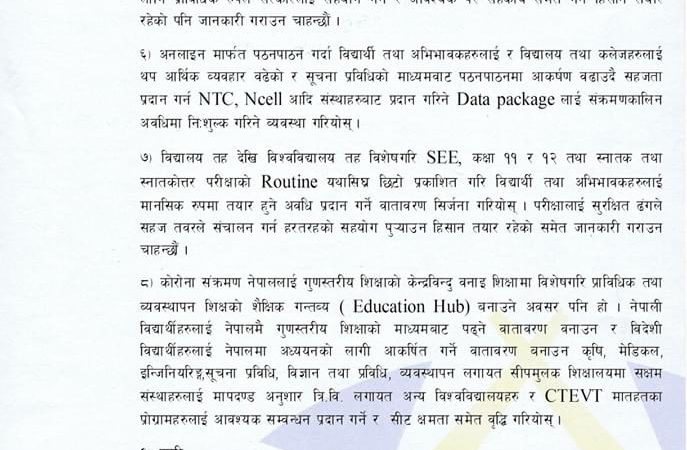 रहेको पनि जानकारी गराउन चाहन्छौं ।
६) अनलाइन मार्फत पठनपाठन गर्दा विद्यार्थी तथा अभिभावकहरुलाई र विद्यालय तथा कलेजहरुलाई
थप आर्थिक व्यवहार बढेको र सूचना प्रविधिको माध्यमवाट पठनपाठनमा आकर्षण वढाउदै सहजता
प्रदान गर्न NTC, Ncell आदि संस्थाहरुबाट प्रदान गरिने Data package लाई संक्रमणकालिन
अवधिमा नि:शुल्क गरिने व्यवस्था गरियोस् ।
७) विद्यालय तह देखि विश्वविद्यालय तह विशेषगरि SEE, कक्षा ११ र १२ तथा स्नातक तथा
स्नातकोत्तर परीक्षाको Routine यथासिघ्र छिटो प्रकाशित गरि विद्यार्थी तथा अभिभावकहरुलाई
मानसिक रुपमा तयार हुने अवधि प्रदान गर्ने वातावरण सिर्जना गरियोस् । परीक्षालाई सुरक्षित ढंगले
सहज तवरले संचालन गर्न हरतरहको सहयोग पुऱ्याउन हिसान तयार रहेको समेत जानकारी गराउन
चाहन्छौं ।
८) कोरोना संक्रमण नेपाललाई गुणस्तरीय शिक्षाको केन्द्रविन्दु वनाइ शिक्षामा विशेषगरि प्राविधिक तथा
व्यवस्थापन शिक्षको शैक्षिक गन्तव्य ( Education Hub) बनाउने अवसर पनि हो । नेपाली
विद्यार्थीहरुलाई नेपालमै गुणस्तरीय शिक्षाको माध्यमबाट पढ्ने वातावरण बनाउन र बिदेशी
विद्यार्थीहरुलाई नेपालमा अध्ययनको लागी आकर्षित गर्ने वातावरण बनाउन कृषि, मेडिकल,
इन्जिनियरिङ्ग,सूचना प्रविधि, विज्ञान तथा प्रविधि, व्यवस्थापन लगायत सीपमुलक शिक्षालयमा सक्षम
संस्थाहरुलाई मापदण्ड अनुशार त्रि.वि. लगायत अन्य विश्वविद्यालयहरु र CTEVT मातहतका
प्रोग्रामहरुलाई आवश्यक सम्वन्धन प्रदान गर्ने र सीट क्षमता समेत वृद्धि गरियोस् ।